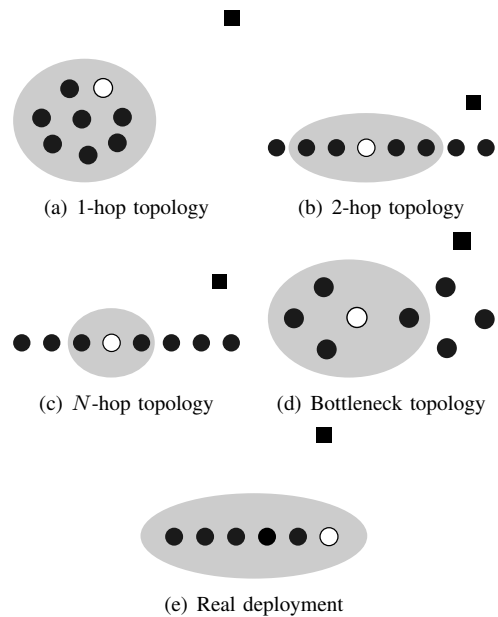 (a) 1-hop topology
(b) 2-hop topology
(c) N-hop topology
(d) Bottleneck topology
(e) Real deployment